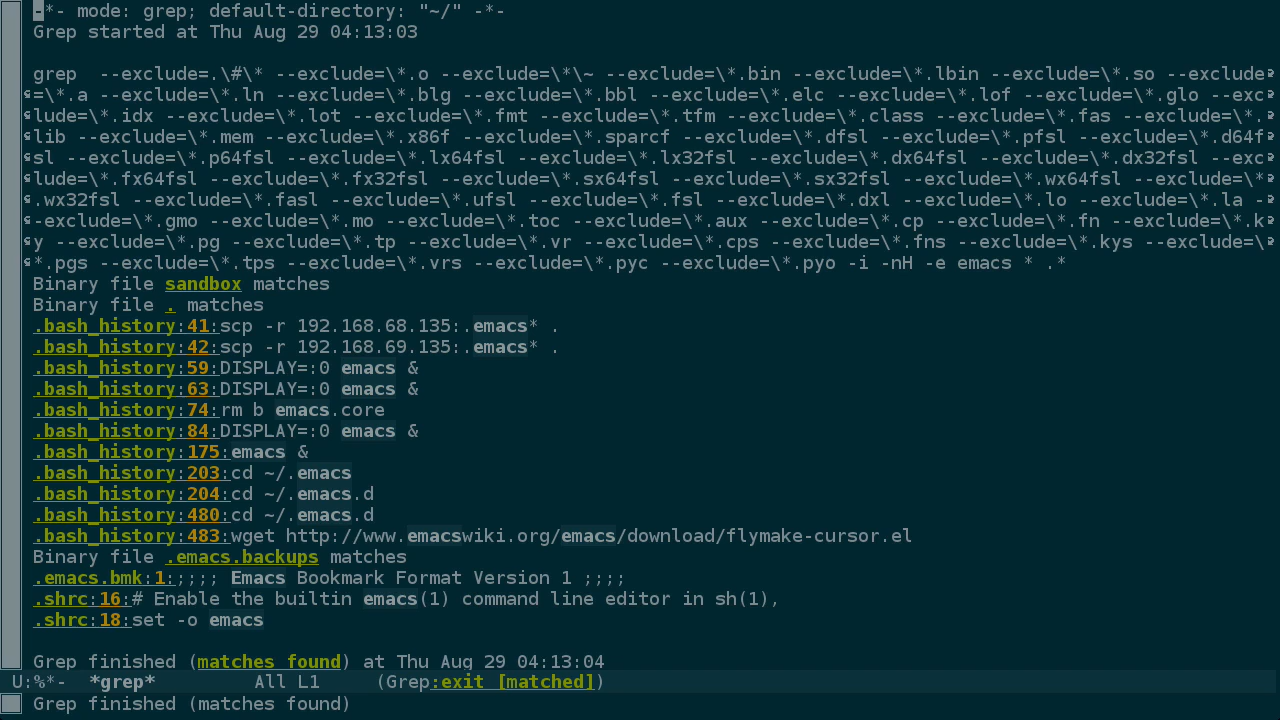 -*- mode: grep; default-directory: "~/" -*-
Grep started at Thu Aug 29 04:13:03
grep  --exclude=.\#\* --exclude=\*.o --exclude=\*\~ --exclude=\*.bin --exclude=\*.lbin --exclude=\*.so --exclude
=\*.a --exclude=\*.ln --exclude=\*.blg --exclude=\*.bbl --exclude=\*.elc --exclude=\*.lof --exclude=\*.glo --exc
lude=\*.idx --exclude=\*.lot --exclude=\*.fmt --exclude=\*.tfm --exclude=\*.class --exclude=\*.fas --exclude=\*.
lib --exclude=\*.mem --exclude=\*.x86f --exclude=\*.sparcf --exclude=\*.dfsl --exclude=\*.pfsl --exclude=\*.d64f
sl --exclude=\*.p64fsl --exclude=\*.lx64fsl --exclude=\*.lx32fsl --exclude=\*.dx64fsl --exclude=\*.dx32fsl --exc
lude=\*.fx64fsl --exclude=\*.fx32fsl --exclude=\*.sx64fsl --exclude=\*.sx32fsl --exclude=\*.wx64fsl --exclude=\*
.wx32fsl --exclude=\*.fasl --exclude=\*.ufsl --exclude=\*.fsl --exclude=\*.dxl --exclude=\*.lo --exclude=\*.la -
-exclude=\*.gmo --exclude=\*.mo --exclude=\*.toc --exclude=\*.aux --exclude=\*.cp --exclude=\*.fn --exclude=\*.k
y --exclude=\*.pg --exclude=\*.tp --exclude=\*.vr --exclude=\*.cps --exclude=\*.fns --exclude=\*.kys --exclude=\
*.pgs --exclude=\*.tps --exclude=\*.vrs --exclude=\*.pyc --exclude=\*.pyo -i -nH -e emacs * .*
Binary file sandbox matches
Binary file . matches
.bash_history:41:scp -r 192.168.68.135:.emacs* .
.bash_history:42:scp -r 192.168.69.135:.emacs* .
.bash_history:59:DISPLAY=:0 emacs &
.bash_history:63:DISPLAY=:0 emacs &
.bash_history:74:rm b emacs.core
.bash_history:84:DISPLAY=:0 emacs &
.bash_history:175:emacs &
.bash_history:203:cd ~/.emacs
.bash_history:204:cd ~/.emacs.d
.bash_history:480:cd ~/.emacs.d
.bash_history:483:wget http://www.emacswiki.org/emacs/download/flymake-cursor.el
Binary file .emacs.backups matches
.emacs.bmk:1:;;;; Emacs Bookmark Format Version 1 ;;;;
.shrc:16:# Enable the builtin emacs(1) command line editor in sh(1),
.shrc:18:set -o emacs
Grep finished (matches found) at Thu Aug 29 04:13:04
U:%*-  *grep*         All L1     (Grep:exit [matched])
Grep finished (matches found)